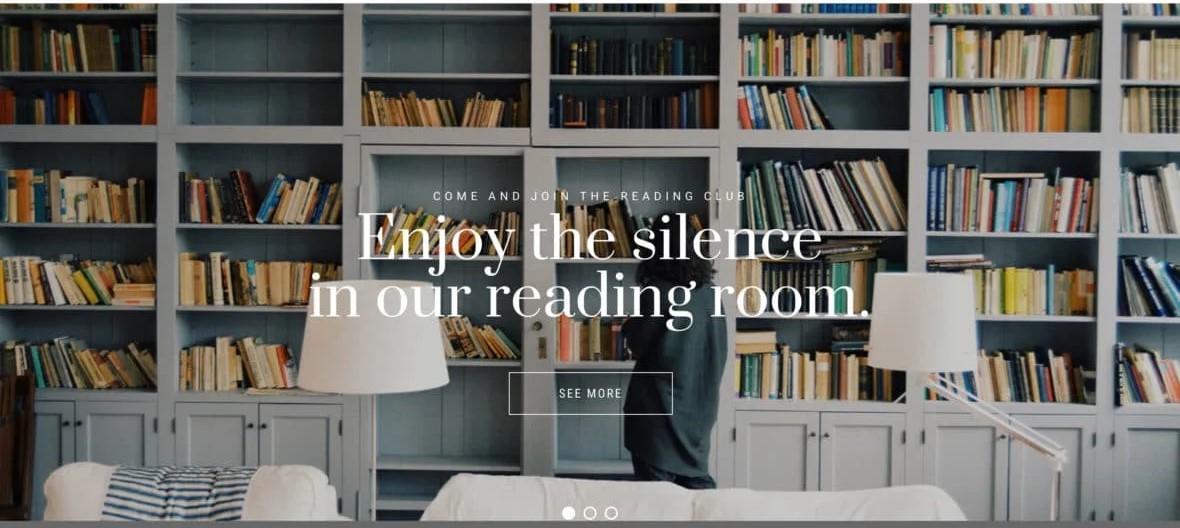 COME AND JOIN THE READING CLUB
Enjoy the silence
in our reading room.
SEE MORE